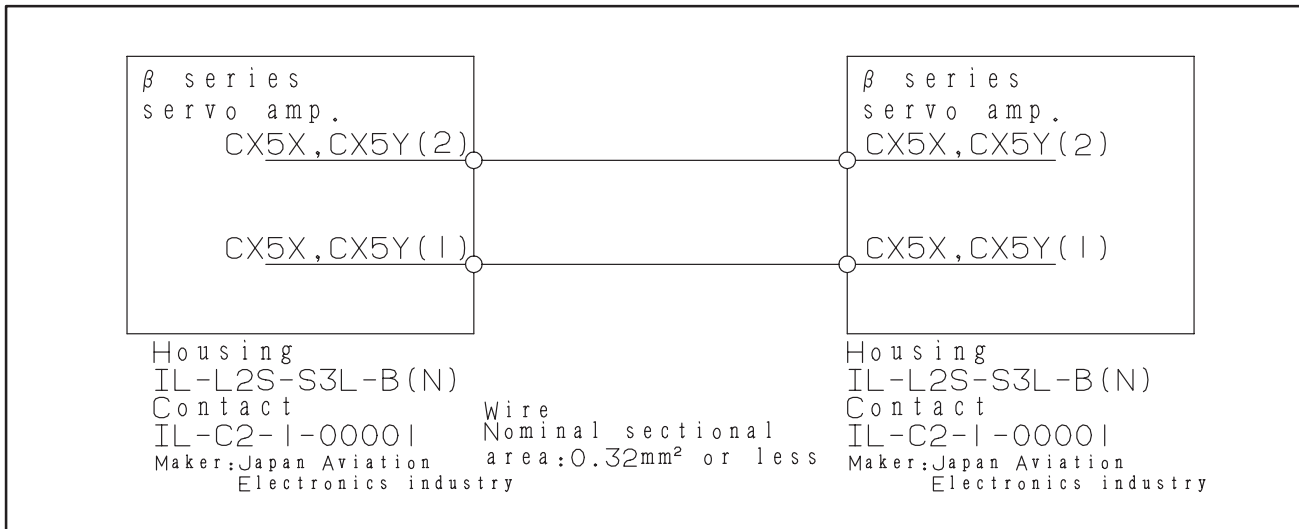 β series
servo amp.
CX5X,CX5Y(2)
CX5X,CX5Y(1)
Housing
IL-L2S-S3L-B(N)
Contact
IL-C2-1-00001
Maker:Japan Aviation
Electronics industry
Wire
Nominal sectional
area:0.32mm² or less
β series
servo amp.
CX5X,CX5Y(2)
CX5X,CX5Y(1)
Housing
IL-L2S-S3L-B(N)
Contact
IL-C2-1-00001
Maker:Japan Aviation
Electronics industry